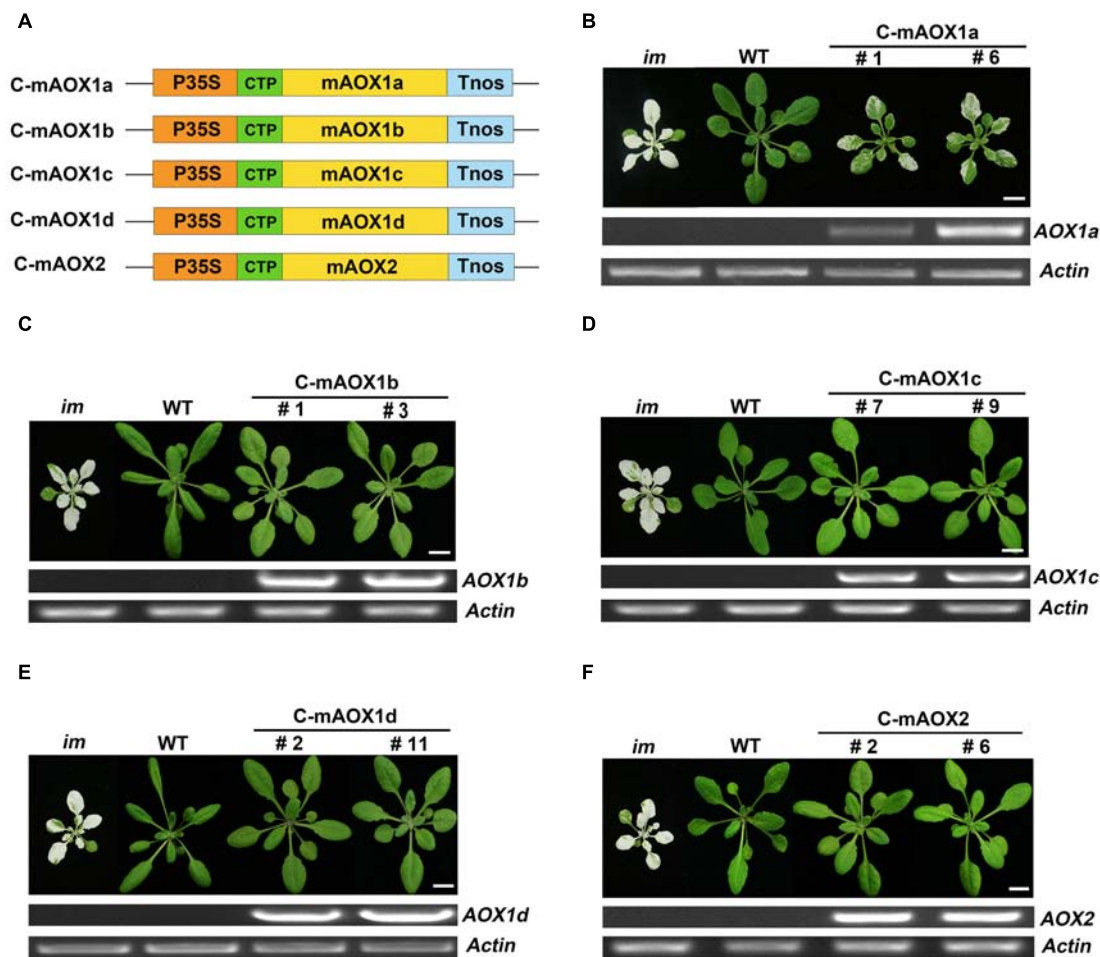 A
C-mAOX1a P35S CTP mAOX1a Tnos
C-mAOX1b P35S CTP mAOX1b Tnos
C-mAOX1c P35S CTP mAOX1c Tnos
C-mAOX1d P35S CTP mAOX1d Tnos
C-mAOX2 P35S CTP mAOX2 Tnos
B
C-mAOX1a
im WT # 1 # 6
AOX1a
Actin
C
C-mAOX1b
im WT # 1 # 3
AOX1b
Actin
D
C-mAOX1c
im WT # 7 # 9
AOX1c
Actin
E
C-mAOX1d
im WT # 2 # 11
AOX1d
Actin
F
C-mAOX2
im WT # 2 # 6
AOX2
Actin